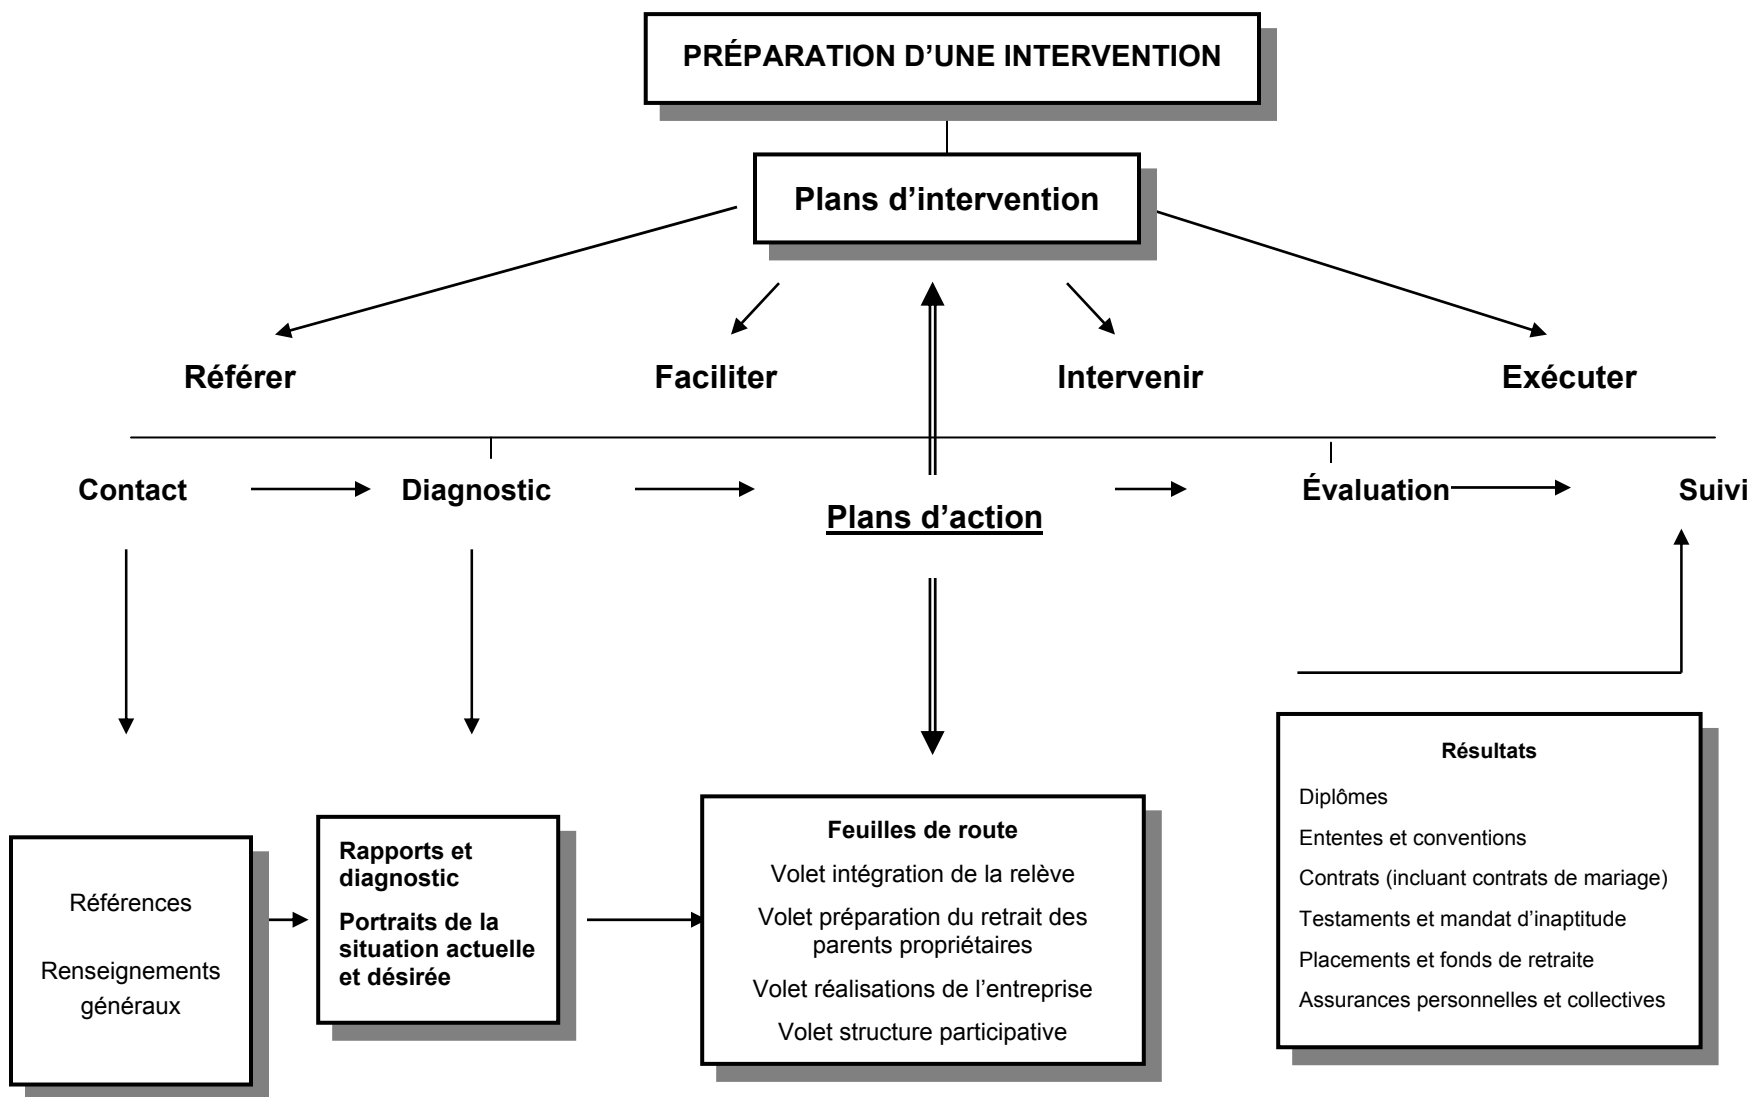 PRÉPARATION D’UNE INTERVENTION
Plans d’intervention
Référer
Faciliter
Intervenir
Exécuter
Contact
Diagnostic
Plans d’action
Évaluation
Suivi
Références
Renseignements
généraux
Rapports et
diagnostic
Portraits de la
situation actuelle
et désirée
Feuilles de route
Volet intégration de la relève
Volet préparation du retrait des
parents propriétaires
Volet réalisations de l’entreprise
Volet structure participative
Résultats
Diplômes
Ententes et conventions
Contrats (incluant contrats de mariage)
Testaments et mandat d’inaptitude
Placements et fonds de retraite
Assurances personnelles et collectives